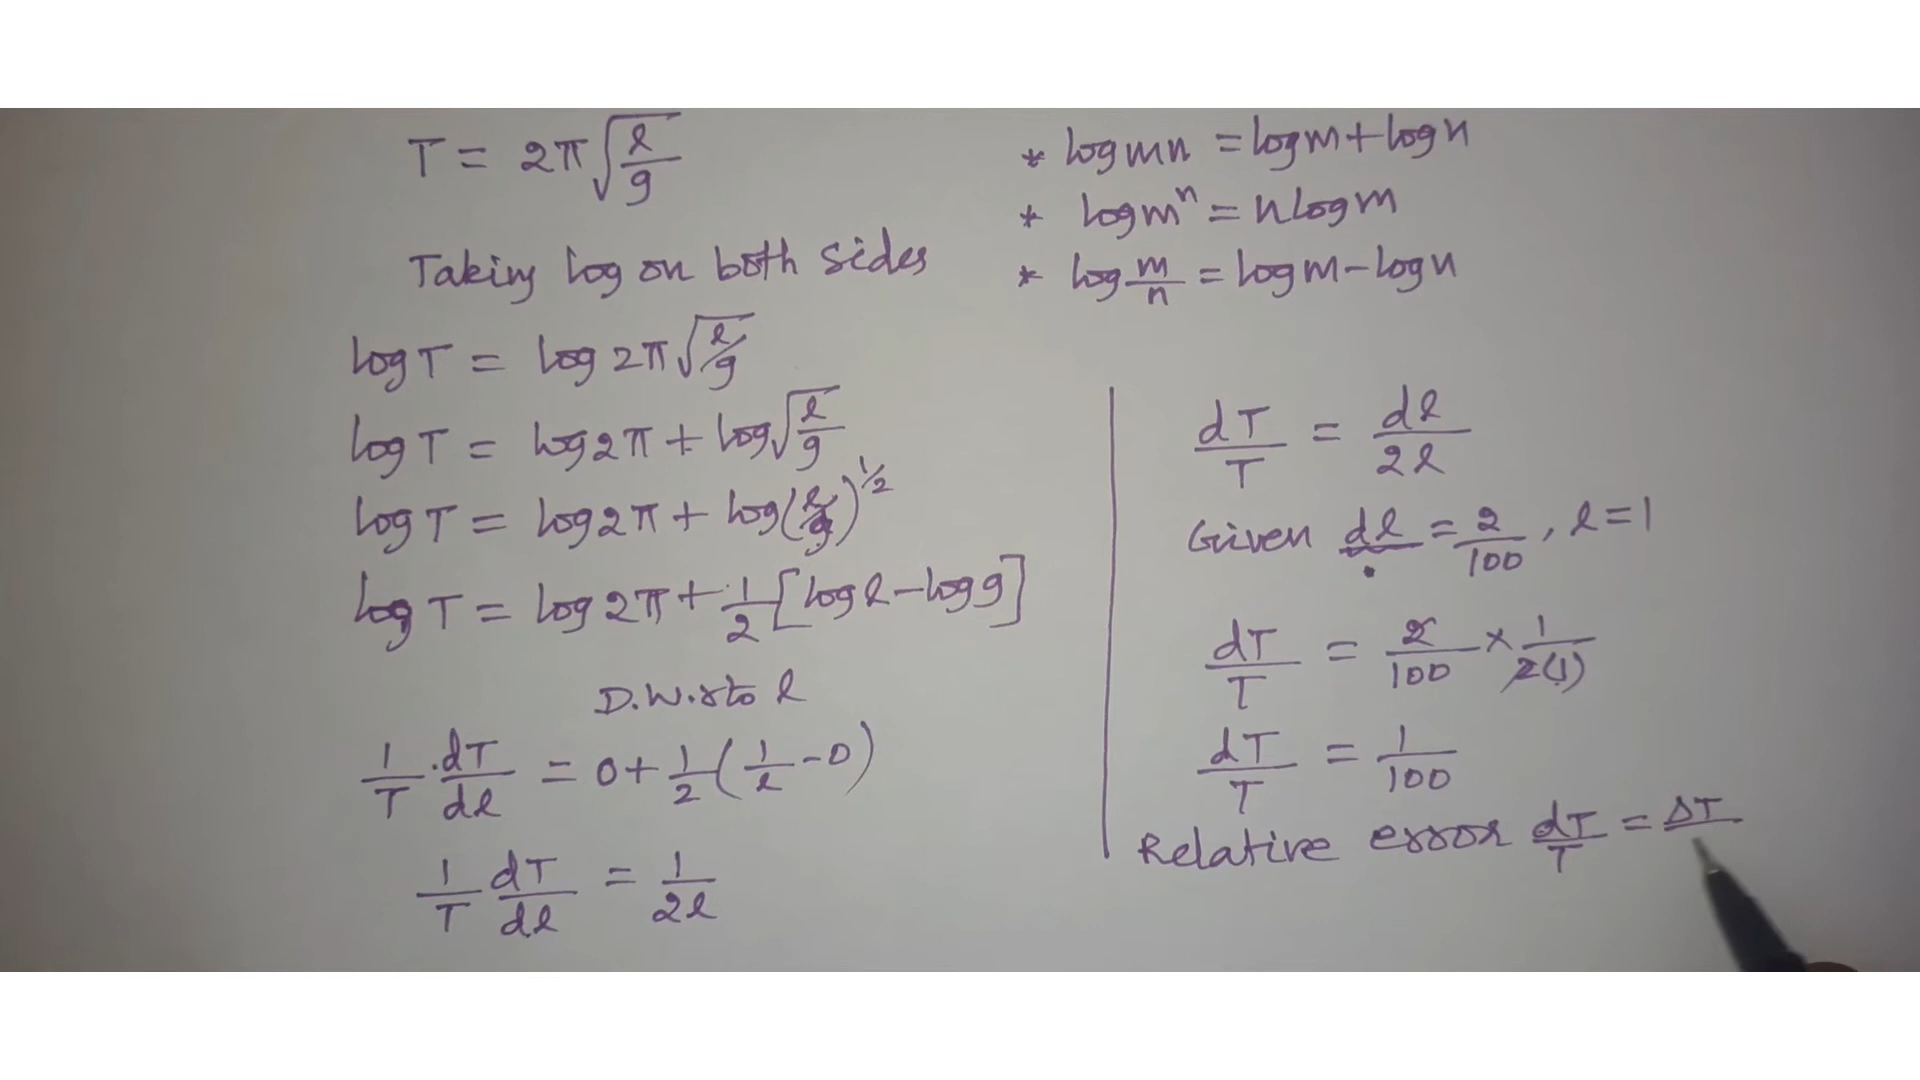 T = 2π√(l/g)
Taking log on both sides
log T = log 2π√(l/g)
log T = log 2π + log√(l/g)
log T = log 2π + log(l/g)^1/2
log T = log 2π + 1/2 [log l − log g]
D.W.r.to l
1/T · dT/dl = 0 + 1/2 (1/l − 0)
1/T dT/dl = 1/2l
* log mn = log m + log n
* log mⁿ = n log m
* log m/n = log m − log n
dT/T = dl/2l
Given dl = 2/100, l = 1
dT/T = 2/100 × 1/2(1)
dT/T = 1/100
Relative error dT/T = ΔT